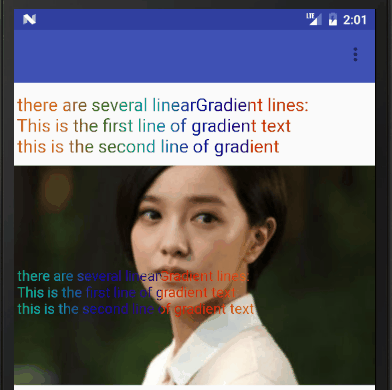 LTE 2:01
there are several linearGradient lines:
This is the first line of gradient text
this is the second line of gradient
there are several linearGradient lines:
This is the first line of gradient text
this is the second line of gradient text